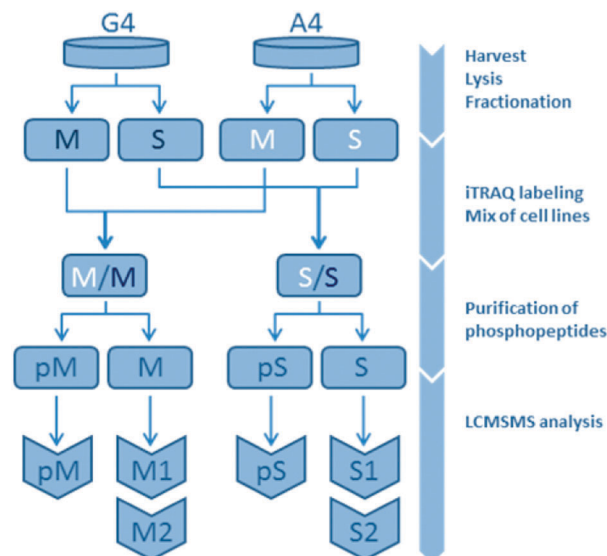 G4 A4
Harvest
Lysis
Fractionation
M S M S
iTRAQ labeling
Mix of cell lines
M/M S/S
Purification of
phosphopeptides
pM M pS S
LCMSMS analysis
pM M1 pS S1
M2 S2